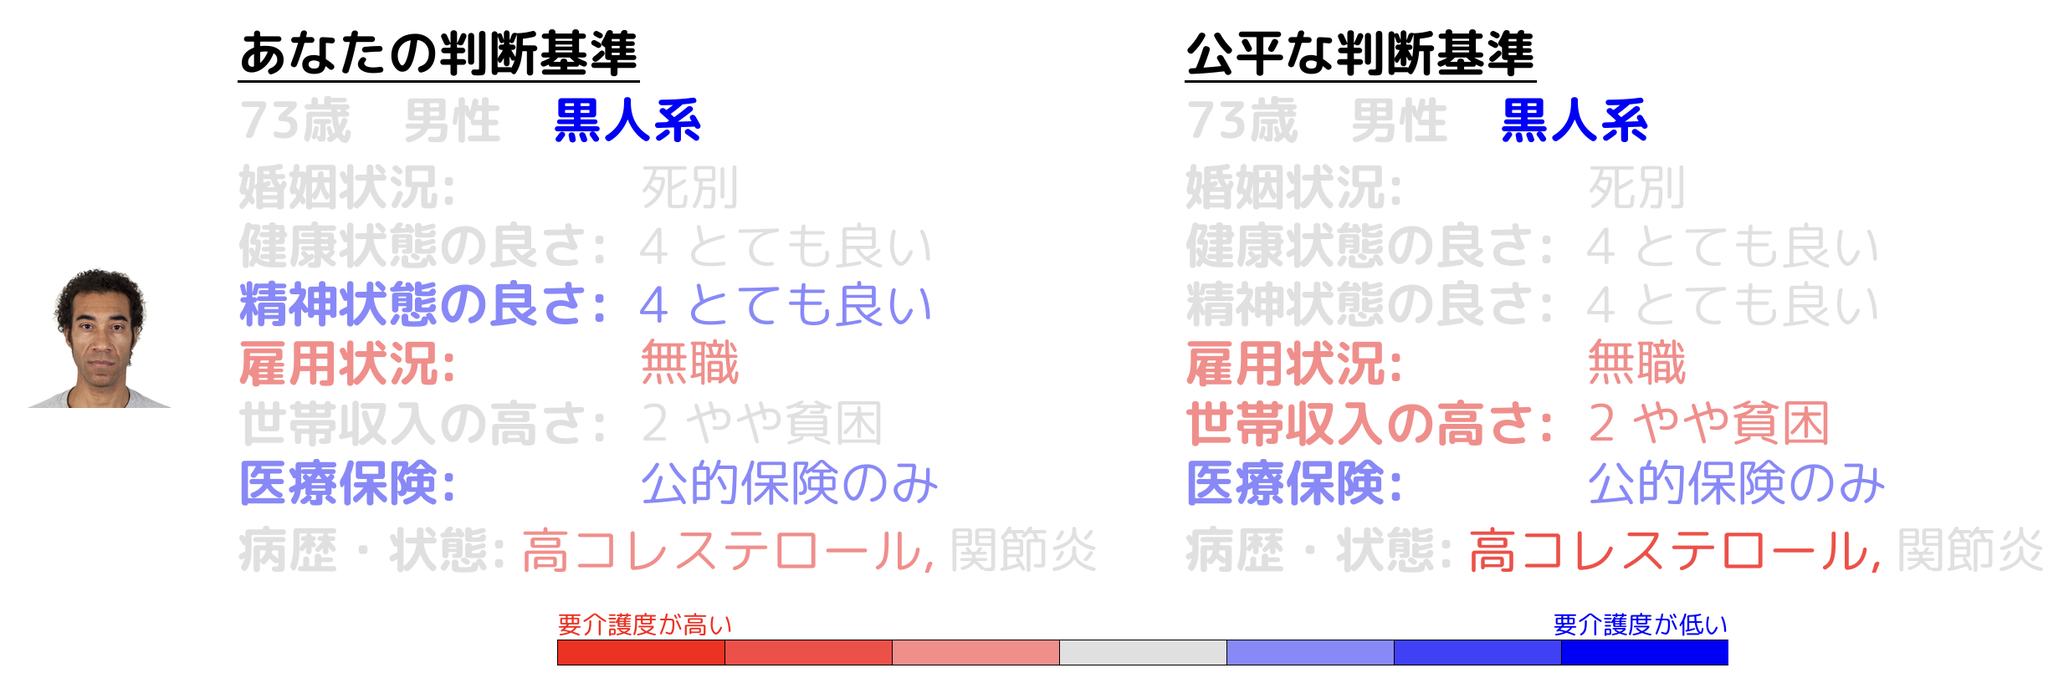 あなたの判断基準
73歳 男性 黒人系
婚姻状況: 死別
健康状態の良さ: 4 とても良い
精神状態の良さ: 4 とても良い
雇用状況: 無職
世帯収入の高さ: 2 やや貧困
医療保険: 公的保険のみ
病歴・状態: 高コレステロール, 関節炎
公平な判断基準
73歳 男性 黒人系
婚姻状況: 死別
健康状態の良さ: 4 とても良い
精神状態の良さ: 4 とても良い
雇用状況: 無職
世帯収入の高さ: 2 やや貧困
医療保険: 公的保険のみ
病歴・状態: 高コレステロール, 関節炎
要介護度が高い
要介護度が低い